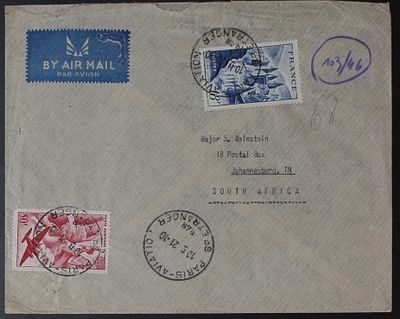 BY AIR MAIL
PAR AVION
FRANCE
103/46
68
Major S. Weinstein
18 Postal Box
Johannesburg, TN
SOUTH AFRICA
PARIS-AVIATION
ETRANGER